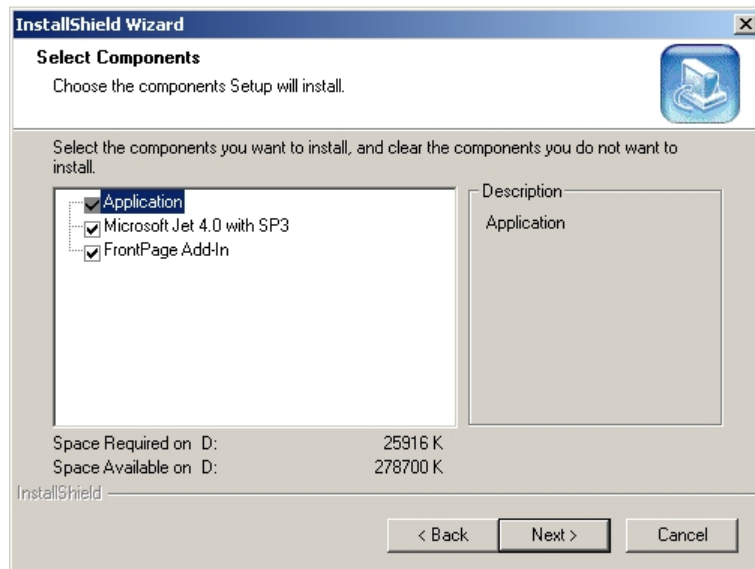 InstallShield Wizard
Select Components
Choose the components Setup will install.
Select the components you want to install, and clear the components you do not want to
install.
Application
Microsoft Jet 4.0 with SP3
FrontPage Add-In
Description
Application
Space Required on D: 25916 K
Space Available on D: 278700 K
InstallShield
< Back Next > Cancel